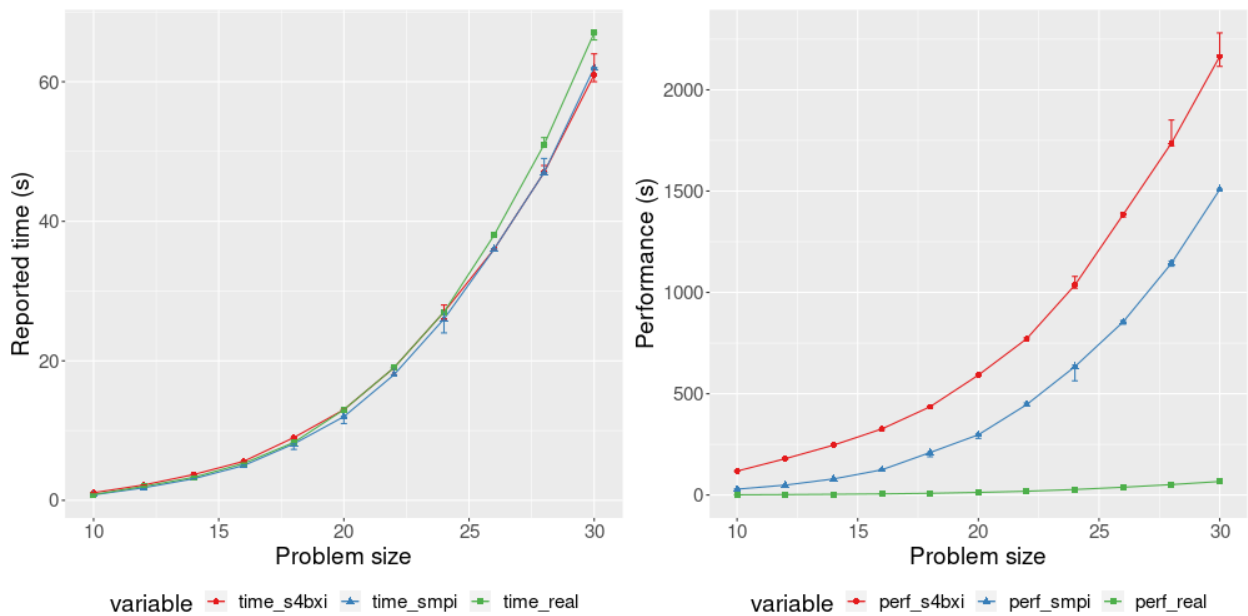 Reported time (s)
60
40
20
0
10 15 20 25 30
Problem size
variable time_s4bxi time_smpi time_real
Performance (s)
2000
1500
1000
500
0
10 15 20 25 30
Problem size
variable perf_s4bxi perf_smpi perf_real